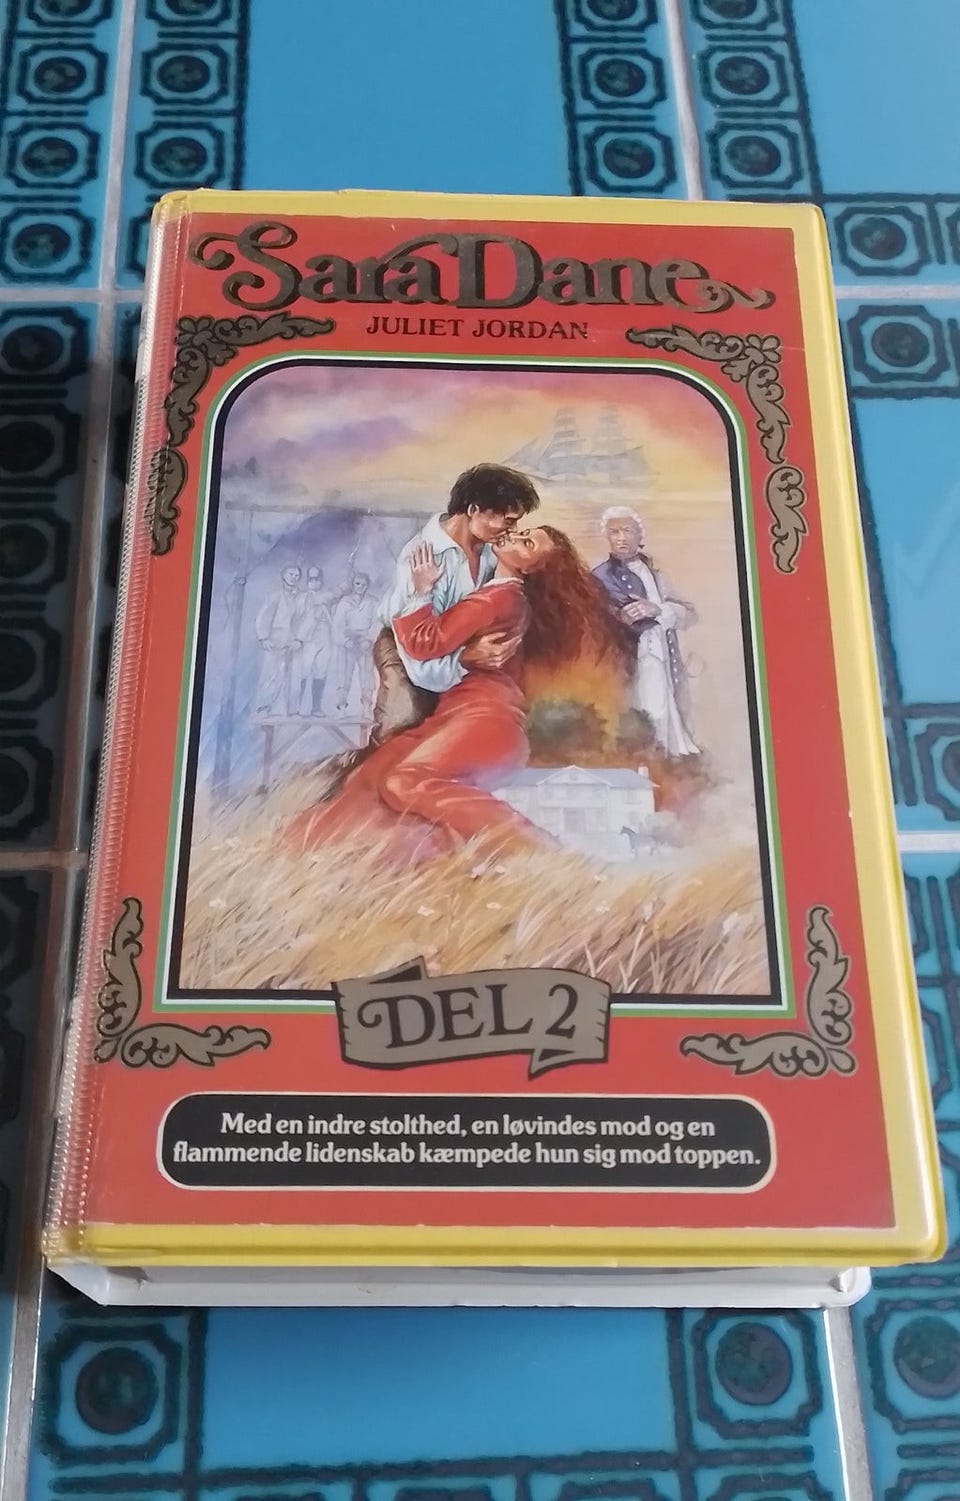 Sara Dane
JULIET JORDAN
DEL 2
Med en indre stolthed, en løvindes mod og en
flammende lidenskab kæmpede hun sig mod toppen.